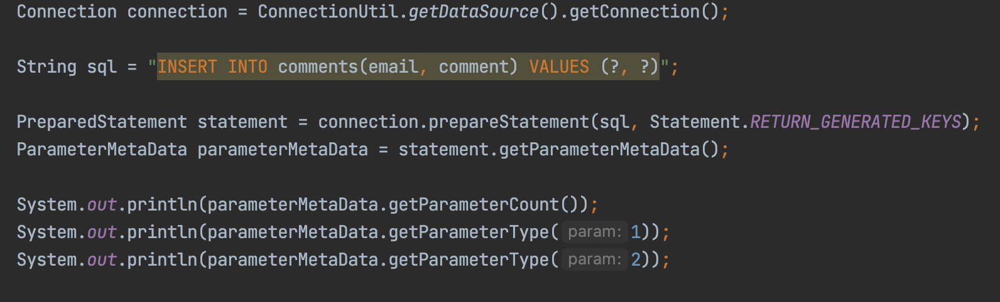 Connection connection = ConnectionUtil.getDataSource().getConnection();
String sql = "INSERT INTO comments(email, comment) VALUES (?, ?)";
PreparedStatement statement = connection.prepareStatement(sql, Statement.RETURN_GENERATED_KEYS);
ParameterMetaData parameterMetaData = statement.getParameterMetaData();
System.out.println(parameterMetaData.getParameterCount());
System.out.println(parameterMetaData.getParameterType( param: 1));
System.out.println(parameterMetaData.getParameterType( param: 2));